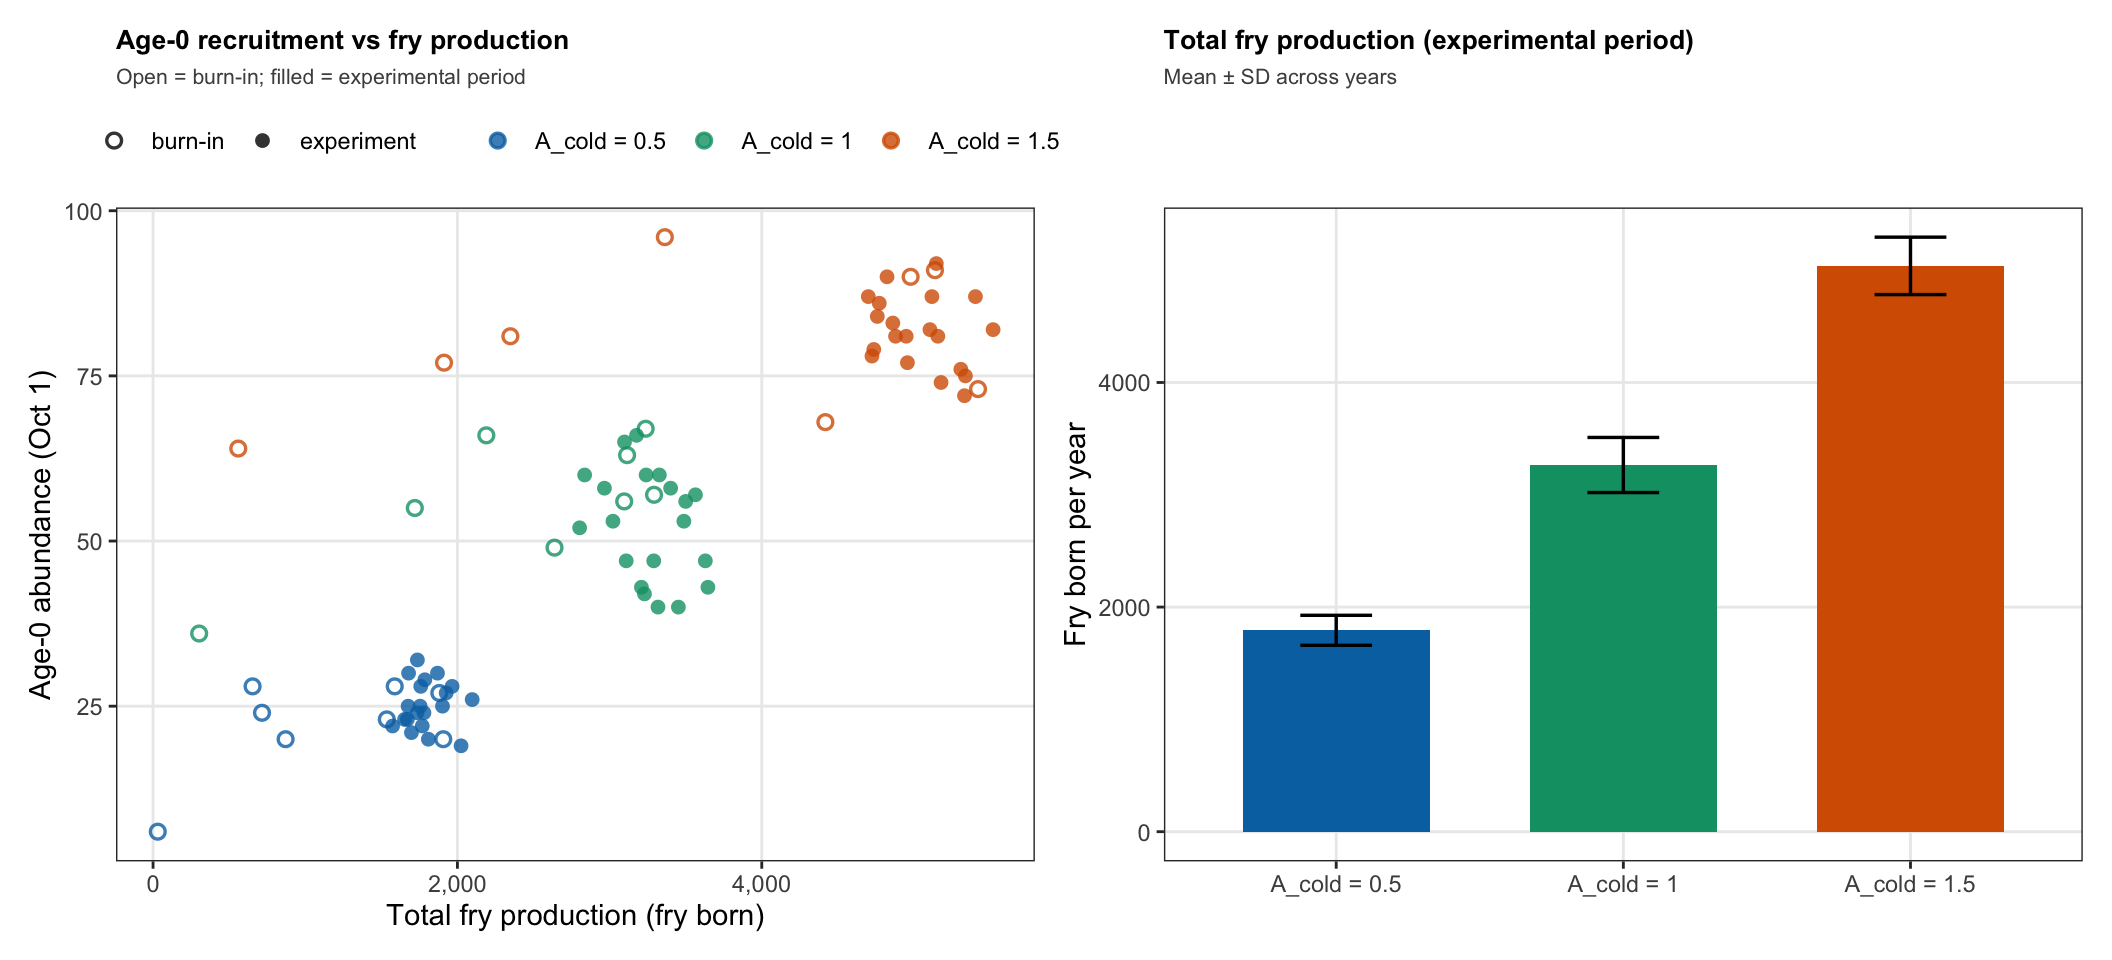 Age-0 recruitment vs fry production
Open = burn-in; filled = experimental period
burn-in
experiment
A_cold = 0.5
A_cold = 1
A_cold = 1.5
Age-0 abundance (Oct 1)
100
75
50
25
0
2,000
4,000
Total fry production (fry born)
Total fry production (experimental period)
Mean ± SD across years
Fry born per year
4000
2000
0
A_cold = 0.5
A_cold = 1
A_cold = 1.5